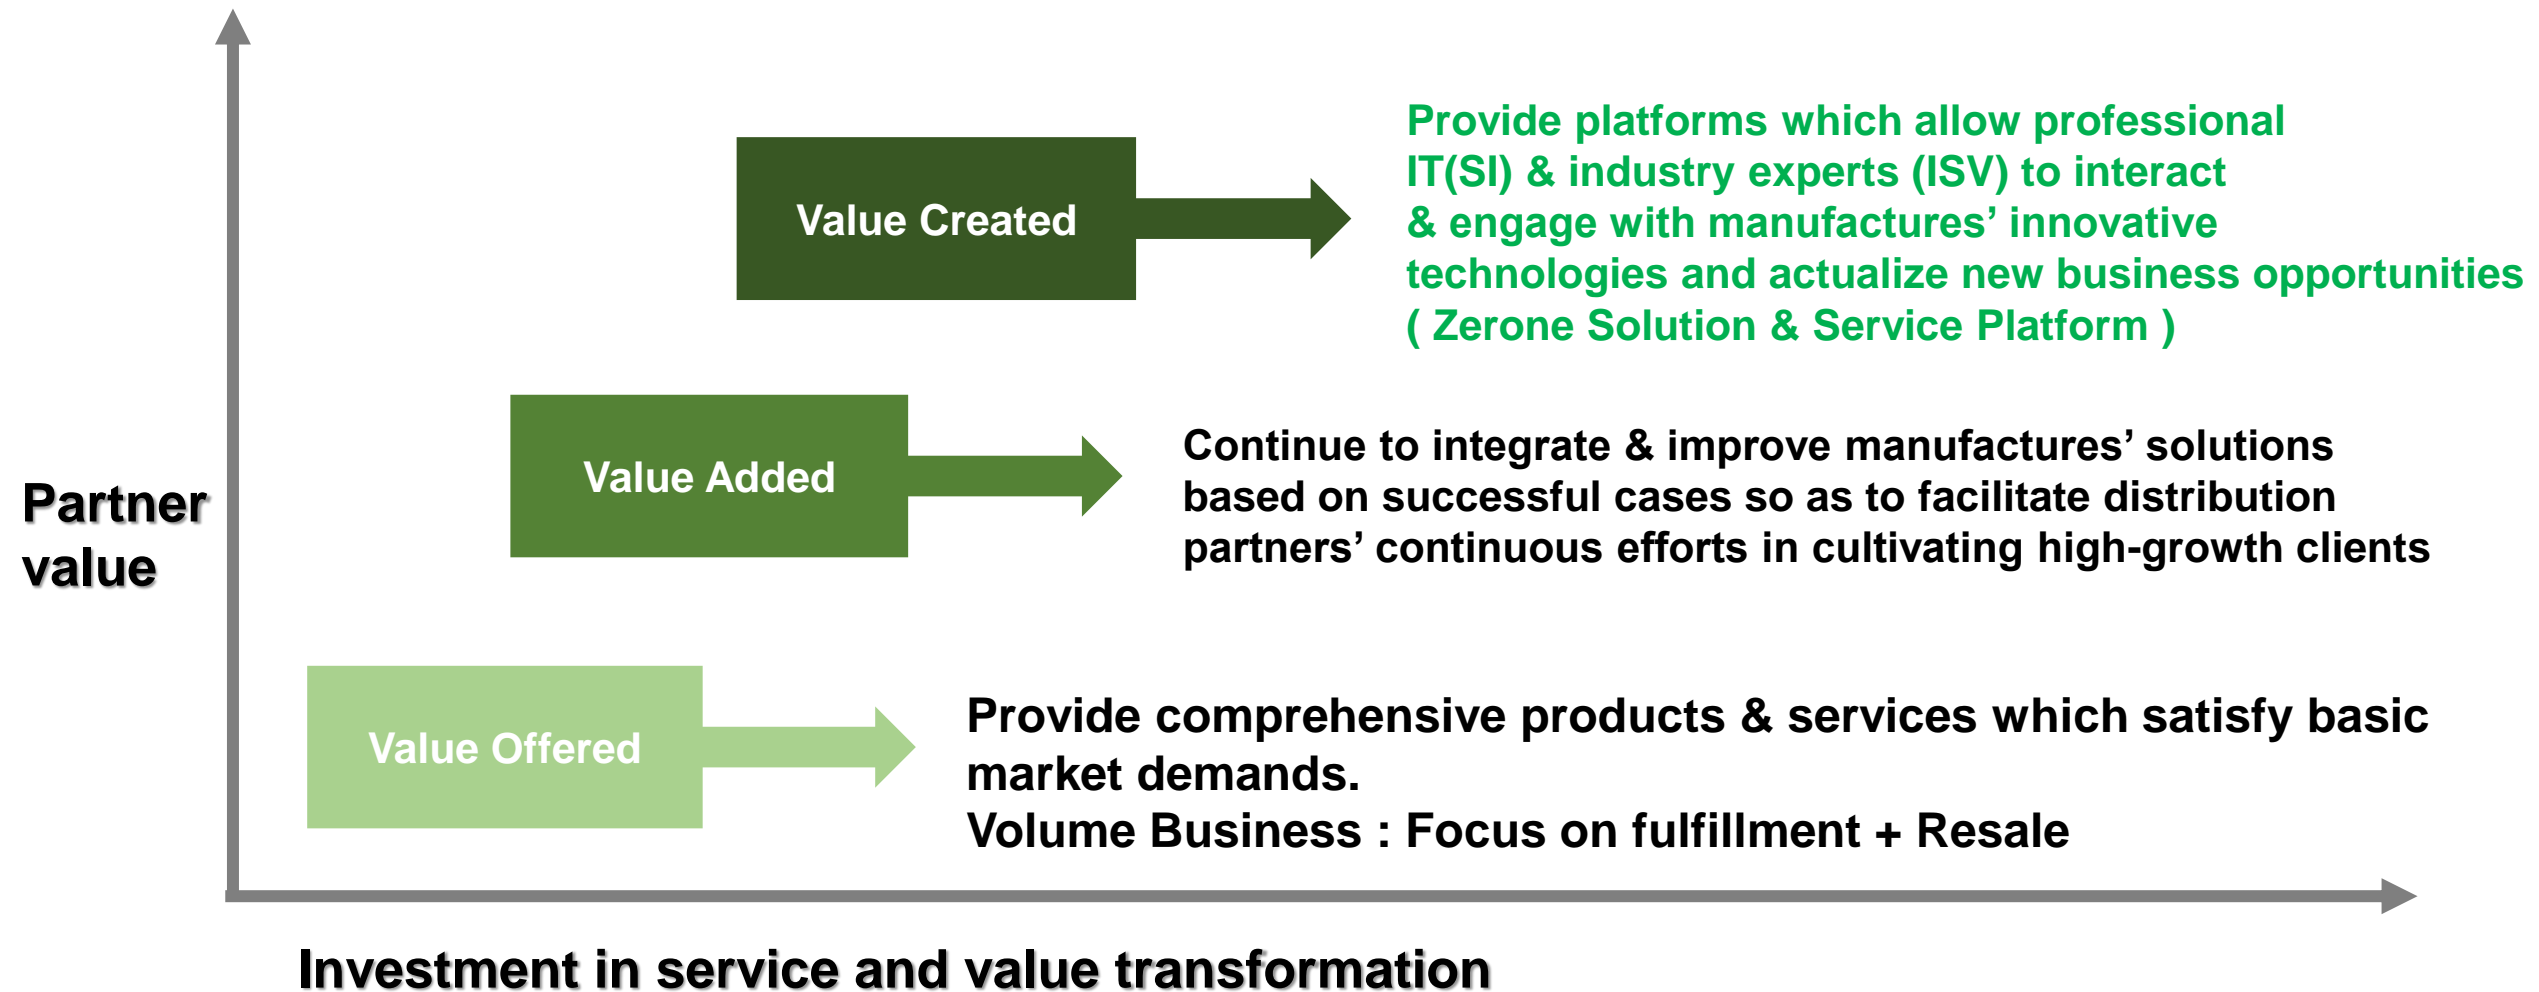 Provide platforms which allow professional
IT(SI) & industry experts (ISV) to interact
& engage with manufactures’ innovative
technologies and actualize new business opportunities
( Zerone Solution & Service Platform )
Value Created
Continue to integrate & improve manufactures’ solutions
based on successful cases so as to facilitate distribution
partners’ continuous efforts in cultivating high-growth clients
Value Added
Partner
value
Provide comprehensive products & services which satisfy basic
market demands.
Volume Business : Focus on fulfillment + Resale
Value Offered
Investment in service and value transformation